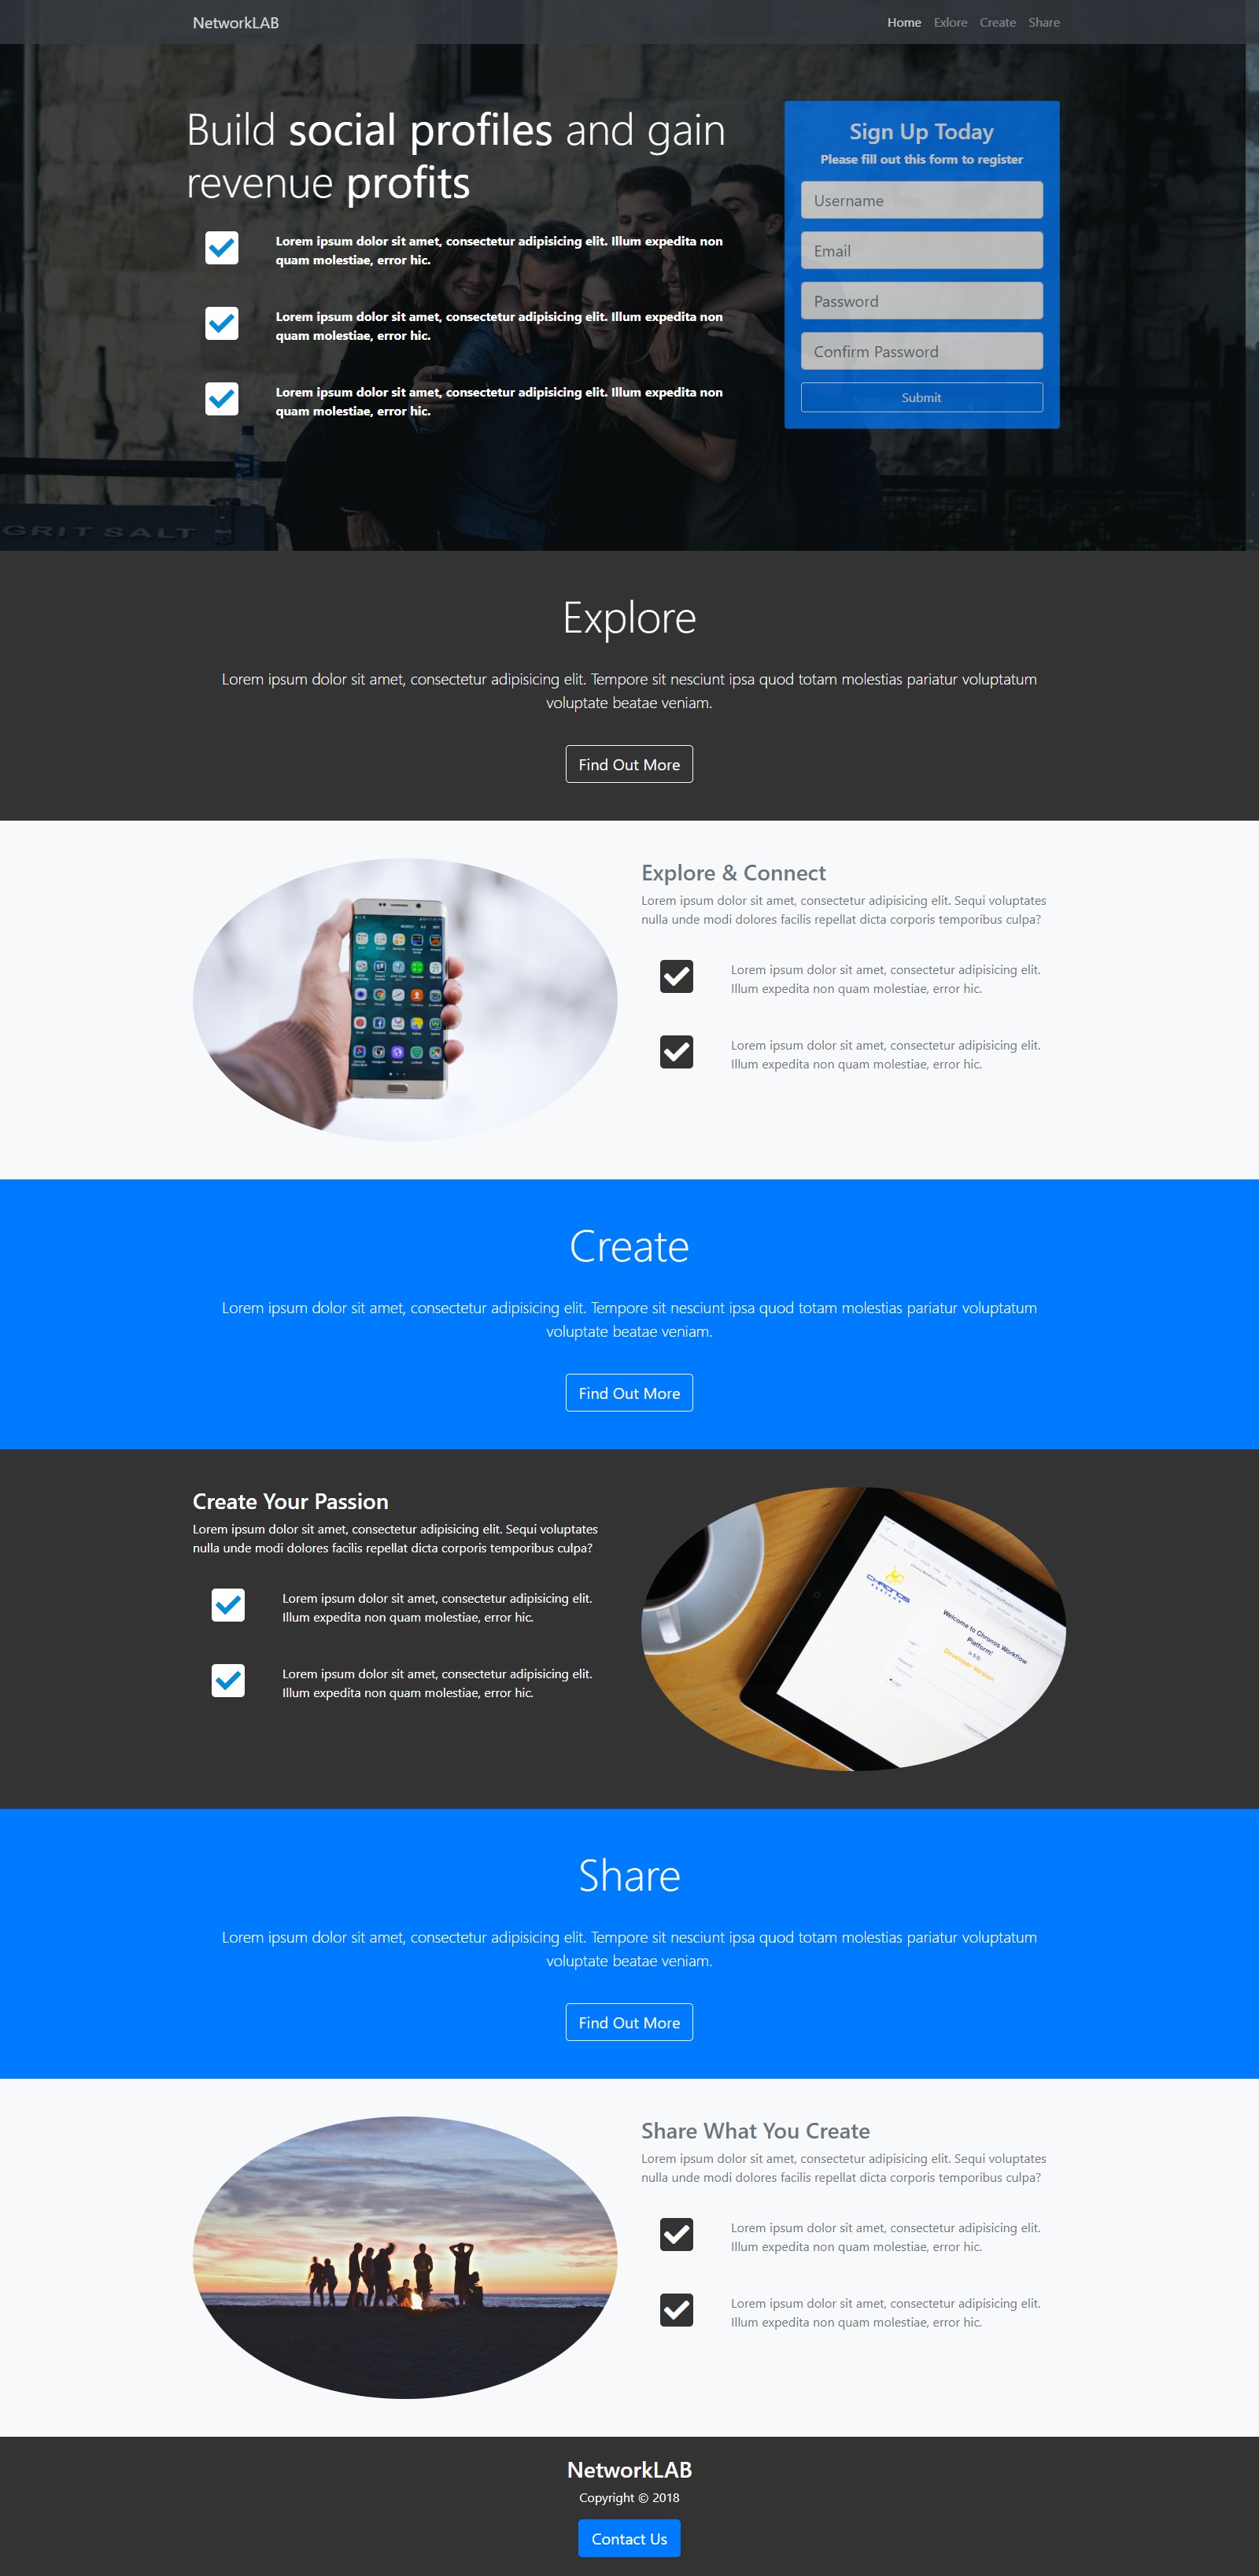 NetworkLAB
Home Exlore Create Share
Build social profiles and gain
revenue profits
Lorem ipsum dolor sit amet, consectetur adipisicing elit. Illum expedita non
quam molestiae, error hic.
Lorem ipsum dolor sit amet, consectetur adipisicing elit. Illum expedita non
quam molestiae, error hic.
Lorem ipsum dolor sit amet, consectetur adipisicing elit. Illum expedita non
quam molestiae, error hic.
Sign Up Today
Please fill out this form to register
Username
Email
Password
Confirm Password
Submit
GRIT SALT
Explore
Lorem ipsum dolor sit amet, consectetur adipisicing elit. Tempore sit nesciunt ipsa quod totam molestias pariatur voluptatum
voluptate beatae veniam.
Find Out More
Explore & Connect
Lorem ipsum dolor sit amet, consectetur adipisicing elit. Sequi voluptates
nulla unde modi dolores facilis repellat dicta corporis temporibus culpa?
Lorem ipsum dolor sit amet, consectetur adipisicing elit.
Illum expedita non quam molestiae, error hic.
Lorem ipsum dolor sit amet, consectetur adipisicing elit.
Illum expedita non quam molestiae, error hic.
Create
Lorem ipsum dolor sit amet, consectetur adipisicing elit. Tempore sit nesciunt ipsa quod totam molestias pariatur voluptatum
voluptate beatae veniam.
Find Out More
Create Your Passion
Lorem ipsum dolor sit amet, consectetur adipisicing elit. Sequi voluptates
nulla unde modi dolores facilis repellat dicta corporis temporibus culpa?
Lorem ipsum dolor sit amet, consectetur adipisicing elit.
Illum expedita non quam molestiae, error hic.
Lorem ipsum dolor sit amet, consectetur adipisicing elit.
Illum expedita non quam molestiae, error hic.
CHRONOS
Welcome to Chronos Workflow
Platform!
Developer Version
Share
Lorem ipsum dolor sit amet, consectetur adipisicing elit. Tempore sit nesciunt ipsa quod totam molestias pariatur voluptatum
voluptate beatae veniam.
Find Out More
Share What You Create
Lorem ipsum dolor sit amet, consectetur adipisicing elit. Sequi voluptates
nulla unde modi dolores facilis repellat dicta corporis temporibus culpa?
Lorem ipsum dolor sit amet, consectetur adipisicing elit.
Illum expedita non quam molestiae, error hic.
Lorem ipsum dolor sit amet, consectetur adipisicing elit.
Illum expedita non quam molestiae, error hic.
NetworkLAB
Copyright © 2018
Contact Us